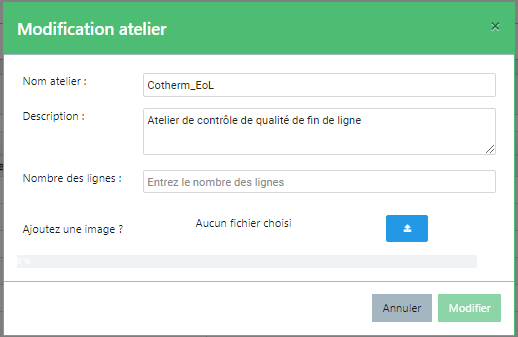 Modification atelier
×
Nom atelier :
Cotherm_EoL
Description :
Atelier de contrôle de qualité de fin de ligne
Nombre des lignes :
Entrez le nombre des lignes
Ajoutez une image ?
Aucun fichier choisi
Annuler
Modifier